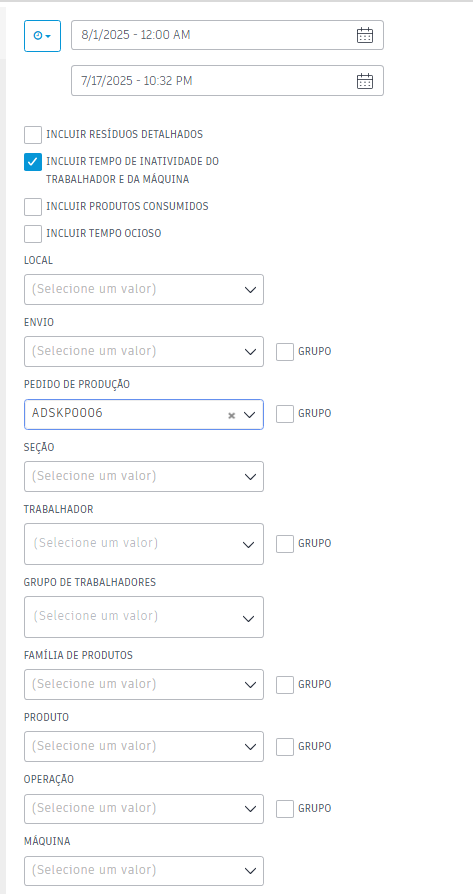 8/1/2025 - 12:00 AM
7/17/2025 - 10:32 PM
INCLUIR RESÍDUOS DETALHADOS
INCLUIR TEMPO DE INATIVIDADE DO
TRABALHADOR E DA MÁQUINA
INCLUIR PRODUTOS CONSUMIDOS
INCLUIR TEMPO OCIOSO
LOCAL
(Selecione um valor)
ENVIO
(Selecione um valor)
GRUPO
PEDIDO DE PRODUÇÃO
ADSKP0006
GRUPO
SEÇÃO
(Selecione um valor)
TRABALHADOR
(Selecione um valor)
GRUPO
GRUPO DE TRABALHADORES
(Selecione um valor)
FAMÍLIA DE PRODUTOS
(Selecione um valor)
GRUPO
PRODUTO
(Selecione um valor)
GRUPO
OPERAÇÃO
(Selecione um valor)
GRUPO
MÁQUINA
(Selecione um valor)